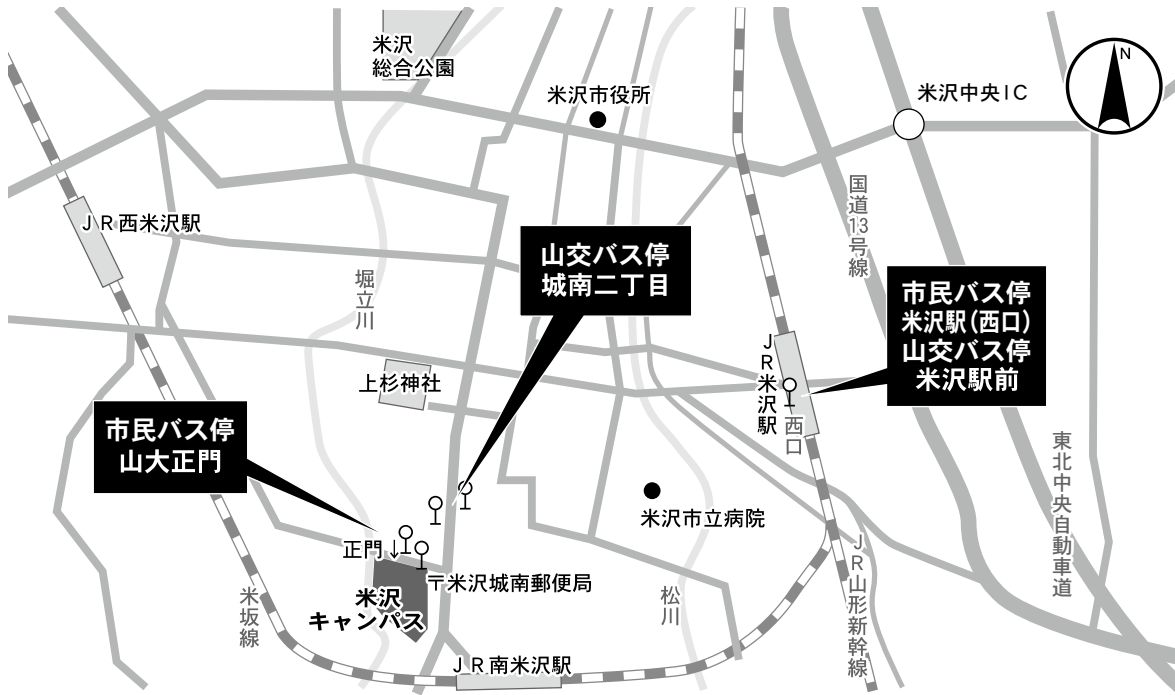 米沢
総合公園
米沢市役所
米沢中央IC
N
JR西米沢駅
国道13号線
堀立川
山交バス停
城南二丁目
市民バス停
米沢駅(西口)
山交バス停
米沢駅前
JR米沢駅
西口
上杉神社
市民バス停
山大正門
東北中央自動車道
米沢市立病院
正門↓
〒米沢城南郵便局
米沢
キャンパス
米坂線
松川
JR山形新幹線
JR南米沢駅